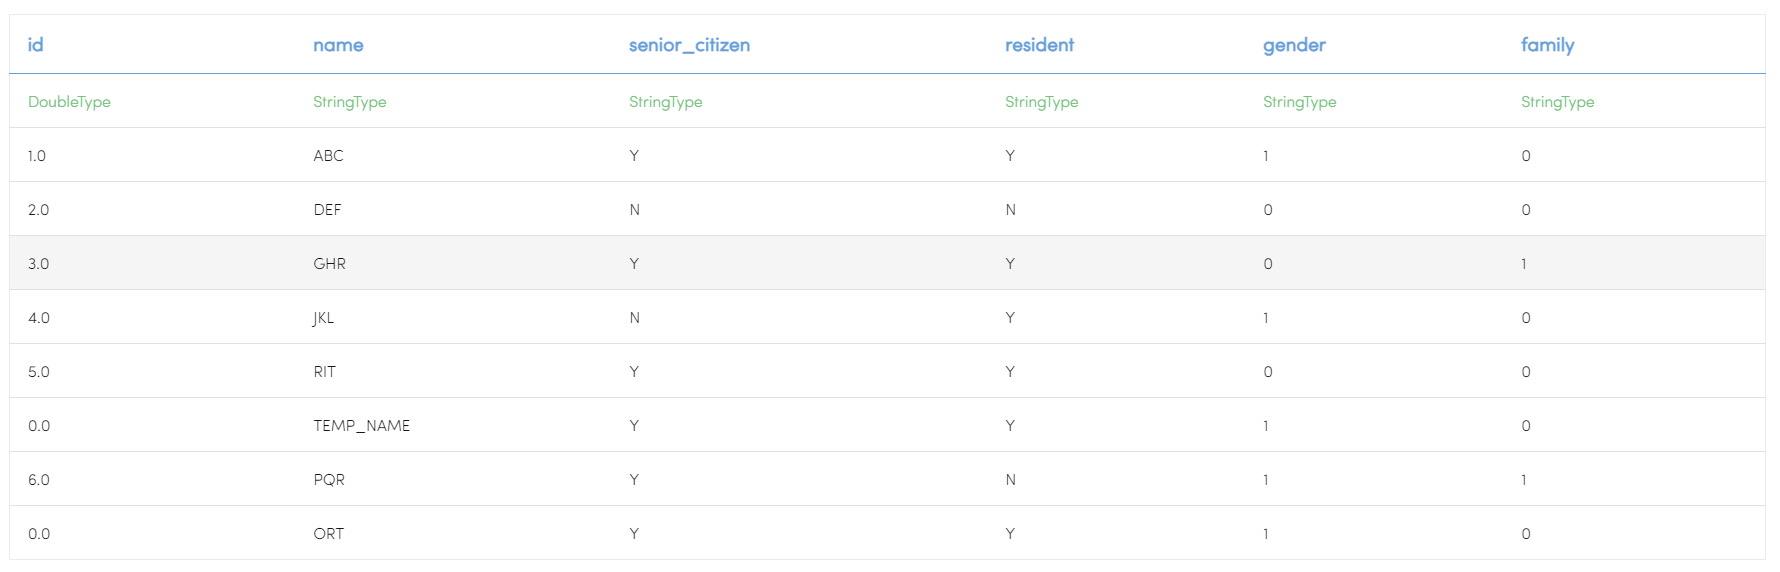 id name senior_citizen resident gender family
DoubleType StringType StringType StringType StringType StringType
1.0 ABC Y Y 1 0
2.0 DEF N N 0 0
3.0 GHR Y Y 0 1
4.0 JKL N Y 1 0
5.0 RIT Y Y 0 0
0.0 TEMP_NAME Y Y 1 0
6.0 PQR Y N 1 1
0.0 ORT Y Y 1 0